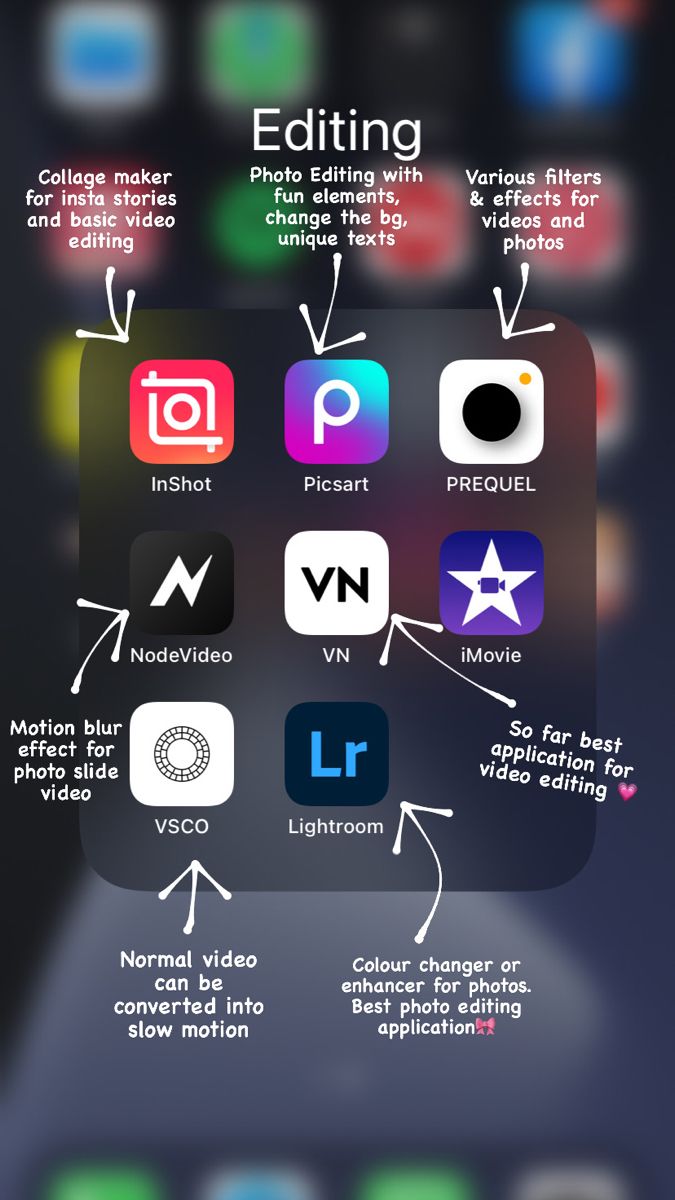 Editing
Collage maker
for insta stories
and basic video
editing
Photo Editing with
fun elements,
change the bg,
unique texts
Various filters
& effects for
videos and
photos
InShot
P
Picsart
PREQUEL
NodeVideo
VN
VN
iMovie
Motion blur
effect for
photo slide
video
So far best
application for
video editing 💗
VSCO
Lr
Lightroom
Normal video
can be
converted into
slow motion
Colour changer or
enhancer for photos.
Best photo editing
application🎀